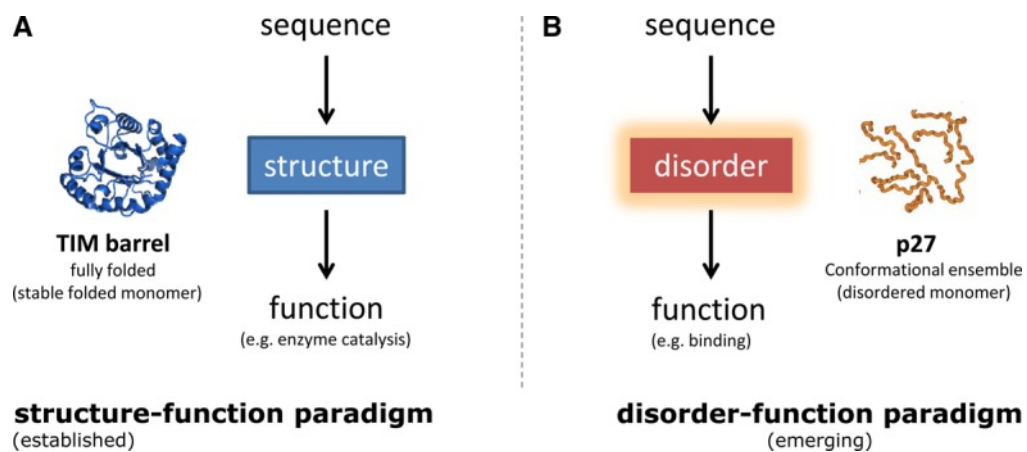 A
sequence
structure
TIM barrel
fully folded
(stable folded monomer)
function
(e.g. enzyme catalysis)
structure-function paradigm
(established)
B
sequence
disorder
p27
Conformational ensemble
(disordered monomer)
function
(e.g. binding)
disorder-function paradigm
(emerging)